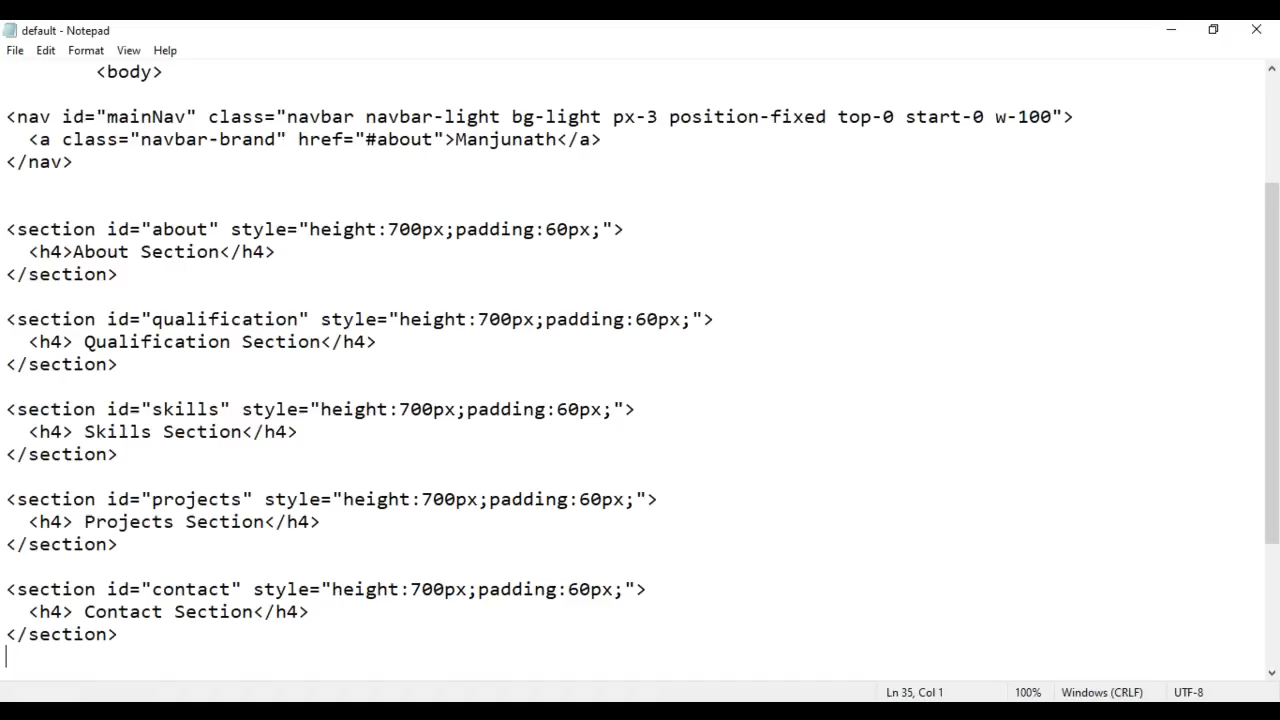 default - Notepad
File Edit Format View Help
<body>
<nav id="mainNav" class="navbar navbar-light bg-light px-3 position-fixed top-0 start-0 w-100">
<a class="navbar-brand" href="#about">Manjunath</a>
</nav>
<section id="about" style="height:700px;padding:60px;">
<h4>About Section</h4>
</section>
<section id="qualification" style="height:700px;padding:60px;">
<h4> Qualification Section</h4>
</section>
<section id="skills" style="height:700px;padding:60px;">
<h4> Skills Section</h4>
</section>
<section id="projects" style="height:700px;padding:60px;">
<h4> Projects Section</h4>
</section>
<section id="contact" style="height:700px;padding:60px;">
<h4> Contact Section</h4>
</section>
Ln 35, Col 1 100% Windows (CRLF) UTF-8